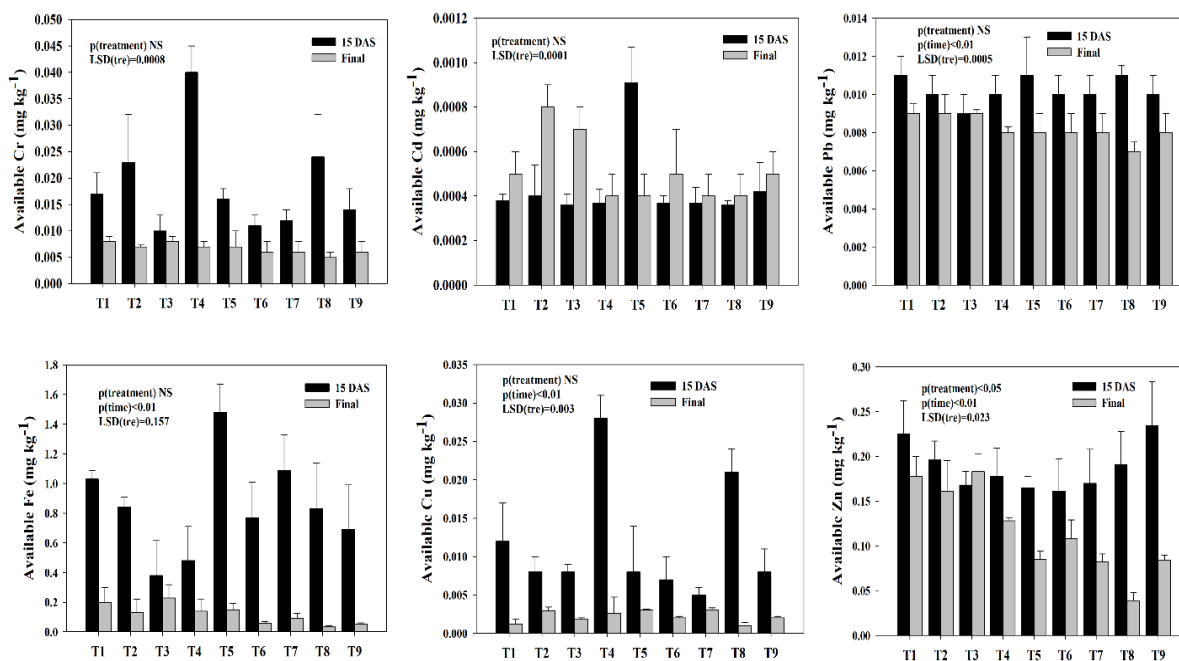 Available Cr (mg kg⁻¹)
0.050
0.045
0.040
0.035
0.030
0.025
0.020
0.015
0.010
0.005
0.000
p(treatment) NS
LSD(tre)=0,0008
15 DAS
Final
T1 T2 T3 T4 T5 T6 T7 T8 T9
Available Cd (mg kg⁻¹)
0.0012
0.0010
0.0008
0.0006
0.0004
0.0002
0.0000
p(treatment) NS
LSD(tre)=0,0001
15 DAS
Final
T1 T2 T3 T4 T5 T6 T7 T8 T9
Available Pb (mg kg⁻¹)
0.014
0.012
0.010
0.008
0.006
0.004
0.002
0.000
p(treatment) NS
p(time)<0.01
LSD(tre)=0.0005
15 DAS
Final
T1 T2 T3 T4 T5 T6 T7 T8 T9
Available Fe (mg kg⁻¹)
1.8
1.6
1.4
1.2
1.0
0.8
0.6
0.4
0.2
0.0
p(treatment) NS
p(time)<0.01
LSD(tre)=0.157
15 DAS
Final
T1 T2 T3 T4 T5 T6 T7 T8 T9
Available Cu (mg kg⁻¹)
0.035
0.030
0.025
0.020
0.015
0.010
0.005
0.000
p(treatment) NS
p(time)<0.01
LSD(tre)=0.003
15 DAS
Final
T1 T2 T3 T4 T5 T6 T7 T8 T9
Available Zn (mg kg⁻¹)
0.30
0.25
0.20
0.15
0.10
0.05
0.00
p(treatment)<0,05
p(time)<0.01
LSD(tre)=0.023
15 DAS
Final
T1 T2 T3 T4 T5 T6 T7 T8 T9